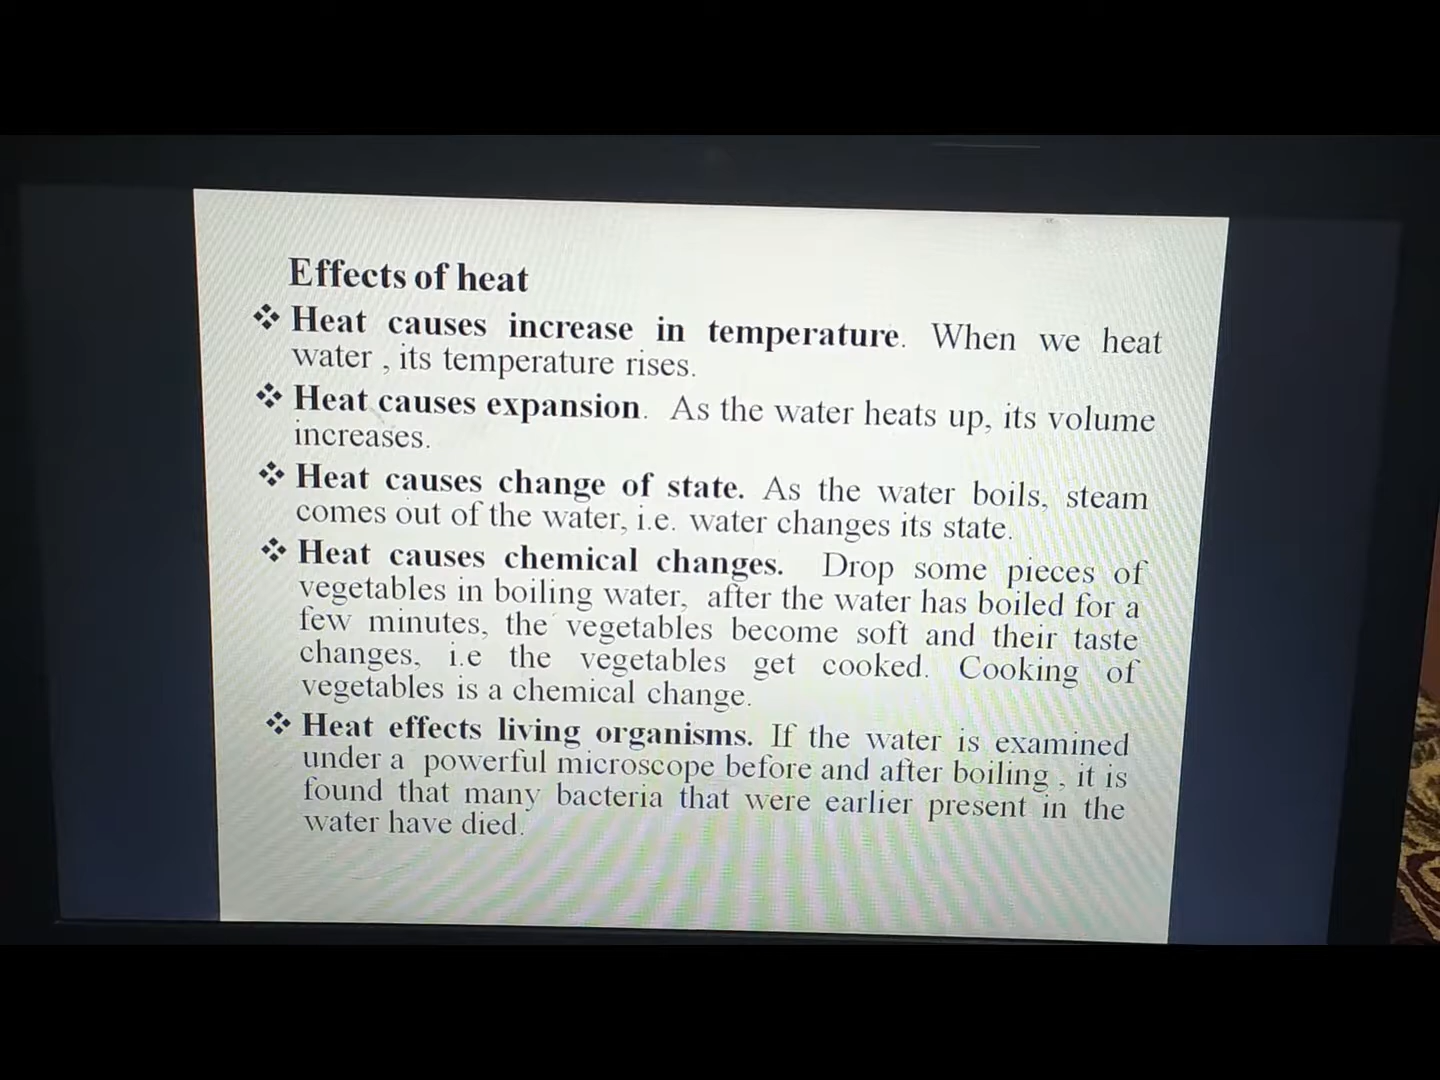 Effects of heat
❖ Heat causes increase in temperature. When we heat
water , its temperature rises.
❖ Heat causes expansion. As the water heats up, its volume
increases.
❖ Heat causes change of state. As the water boils, steam
comes out of the water, i.e. water changes its state.
❖ Heat causes chemical changes. Drop some pieces of
vegetables in boiling water, after the water has boiled for a
few minutes, the vegetables become soft and their taste
changes, i.e the vegetables get cooked. Cooking of
vegetables is a chemical change.
❖ Heat effects living organisms. If the water is examined
under a powerful microscope before and after boiling , it is
found that many bacteria that were earlier present in the
water have died.